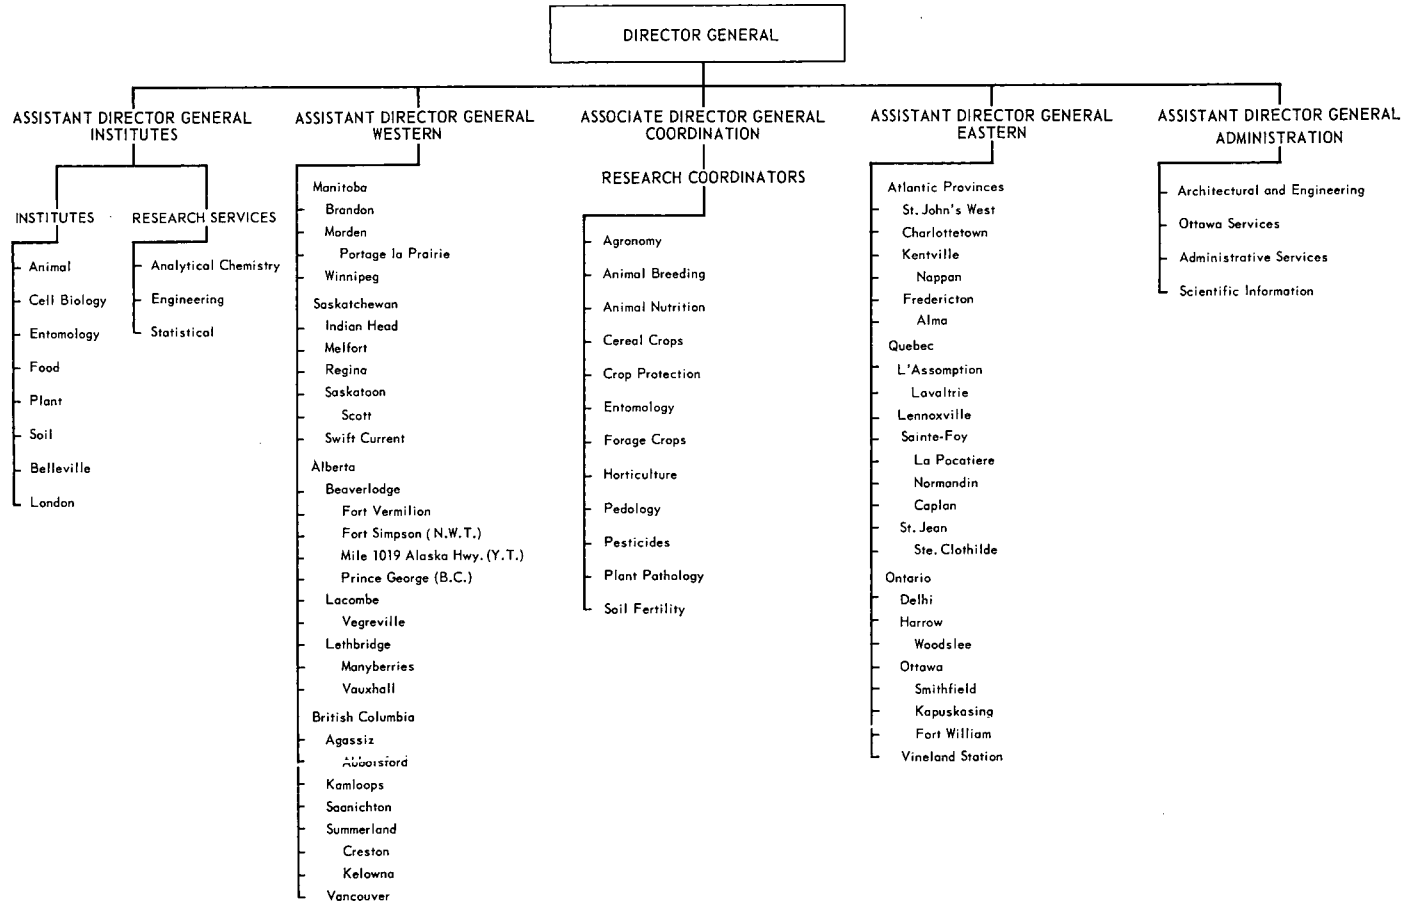 DIRECTOR GENERAL
ASSISTANT DIRECTOR GENERAL
INSTITUTES
INSTITUTES
Animal
Cell Biology
Entomology
Food
Plant
Soil
Belleville
London
RESEARCH SERVICES
Analytical Chemistry
Engineering
Statistical
ASSISTANT DIRECTOR GENERAL
WESTERN
Manitoba
Brandon
Morden
Portage la Prairie
Winnipeg
Saskatchewan
Indian Head
Melfort
Regina
Saskatoon
Scott
Swift Current
Alberta
Beaverlodge
Fort Vermilion
Fort Simpson (N.W.T.)
Mile 1019 Alaska Hwy. (Y.T.)
Prince George (B.C.)
Lacombe
Vegreville
Lethbridge
Manyberries
Vauxhall
British Columbia
Agassiz
Abbotsford
Kamloops
Saanichton
Summerland
Creston
Kelowna
Vancouver
ASSOCIATE DIRECTOR GENERAL
COORDINATION
RESEARCH COORDINATORS
Agronomy
Animal Breeding
Animal Nutrition
Cereal Crops
Crop Protection
Entomology
Forage Crops
Horticulture
Pedology
Pesticides
Plant Pathology
Soil Fertility
ASSISTANT DIRECTOR GENERAL
EASTERN
Atlantic Provinces
St. John's West
Charlottetown
Kentville
Nappan
Fredericton
Alma
Quebec
L'Assomption
Lavaltrie
Lennoxville
Sainte-Foy
La Pocatiere
Normandin
Caplan
St. Jean
Ste. Clothilde
Ontario
Delhi
Harrow
Woodslee
Ottawa
Smithfield
Kapuskasing
Fort William
Vineland Station
ASSISTANT DIRECTOR GENERAL
ADMINISTRATION
Architectural and Engineering
Ottawa Services
Administrative Services
Scientific Information